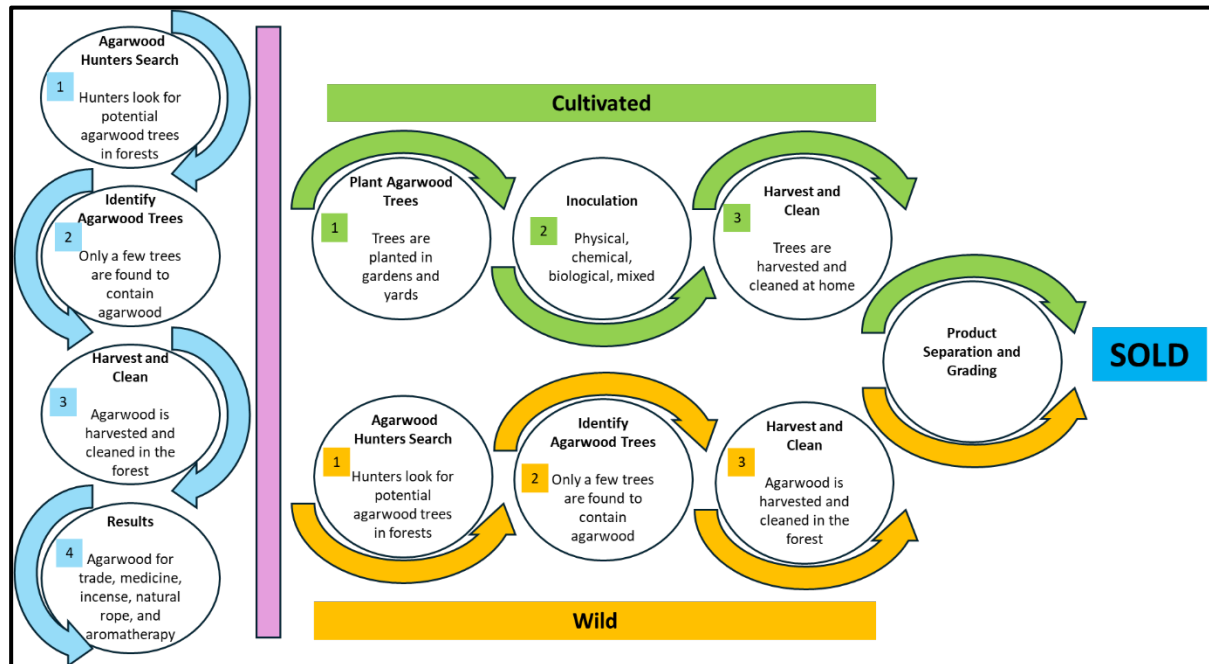 Agarwood
Hunters Search
1
Hunters look for
potential
agarwood trees
in forests
Identify
Agarwood Trees
2
Only a few trees
are found to
contain
agarwood
Harvest and
Clean
3
Agarwood is
harvested and
cleaned in the
forest
Results
4
Agarwood for
trade, medicine,
incense, natural
rope, and
aromatherapy
Cultivated
Plant Agarwood
Trees
1
Trees are
planted in
gardens and
yards
Inoculation
2
Physical,
chemical,
biological, mixed
Harvest and
Clean
3
Trees are
harvested and
cleaned at home
Agarwood
Hunters Search
1
Hunters look for
potential
agarwood trees
in forests
Identify
Agarwood Trees
2
Only a few trees
are found to
contain
agarwood
Harvest and
Clean
3
Agarwood is
harvested and
cleaned in the
forest
Wild
Product
Separation and
Grading
SOLD